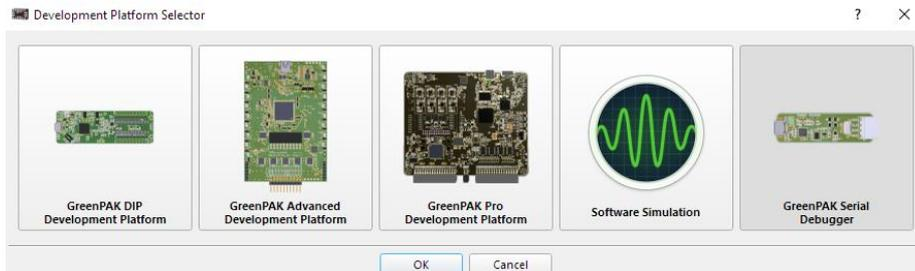 Development Platform Selector
?
GreenPAK DIP
Development Platform
GreenPAK Advanced
Development Platform
GreenPAK Pro
Development Platform
Software Simulation
GreenPAK Serial
Debugger
OK
Cancel